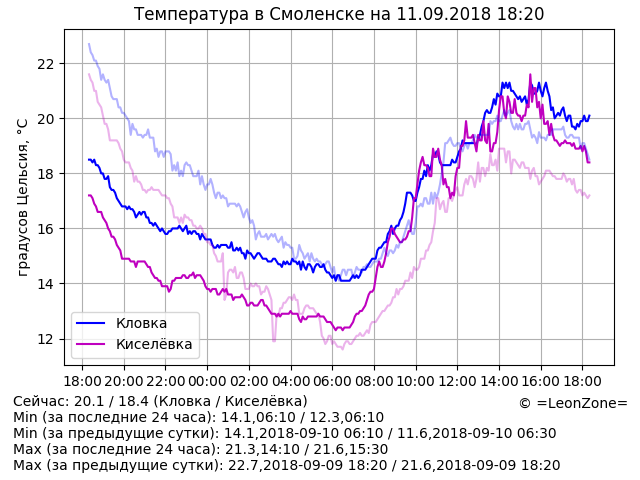 Температура в Смоленске на 11.09.2018 18:20
градусов Цельсия, °C
22
20
18
16
14
12
Кловка
Киселёвка
18:00 20:00 22:00 00:00 02:00 04:00 06:00 08:00 10:00 12:00 14:00 16:00 18:00
Сейчас: 20.1 / 18.4 (Кловка / Киселёвка)
© =LeonZone=
Min (за последние 24 часа): 14.1,06:10 / 12.3,06:10
Min (за предыдущие сутки): 14.1,2018-09-10 06:10 / 11.6,2018-09-10 06:30
Max (за последние 24 часа): 21.3,14:10 / 21.6,15:30
Max (за предыдущие сутки): 22.7,2018-09-09 18:20 / 21.6,2018-09-09 18:20